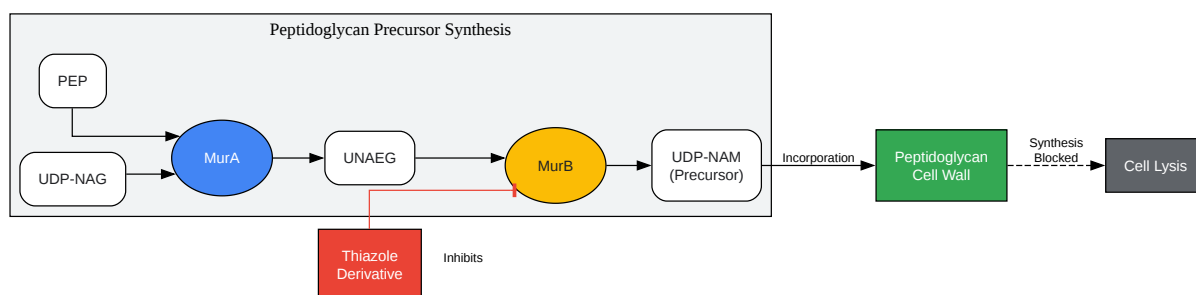 Peptidoglycan Precursor Synthesis
PEP
UDP-NAG
MurA
UNAEG
MurB
UDP-NAM
(Precursor)
Incorporation
Peptidoglycan
Cell Wall
Synthesis
Blocked
Cell Lysis
Thiazole
Derivative
Inhibits